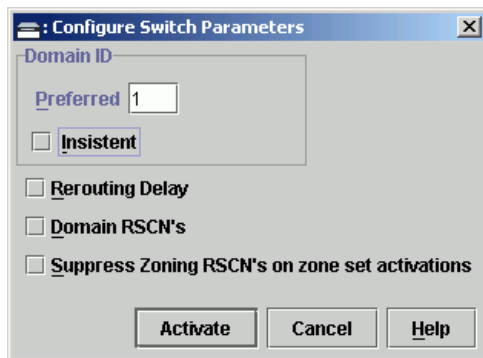 : Configure Switch Parameters
Domain ID
Preferred 1
Insistent
Rerouting Delay
Domain RSCN's
Suppress Zoning RSCN's on zone set activations
Activate Cancel Help